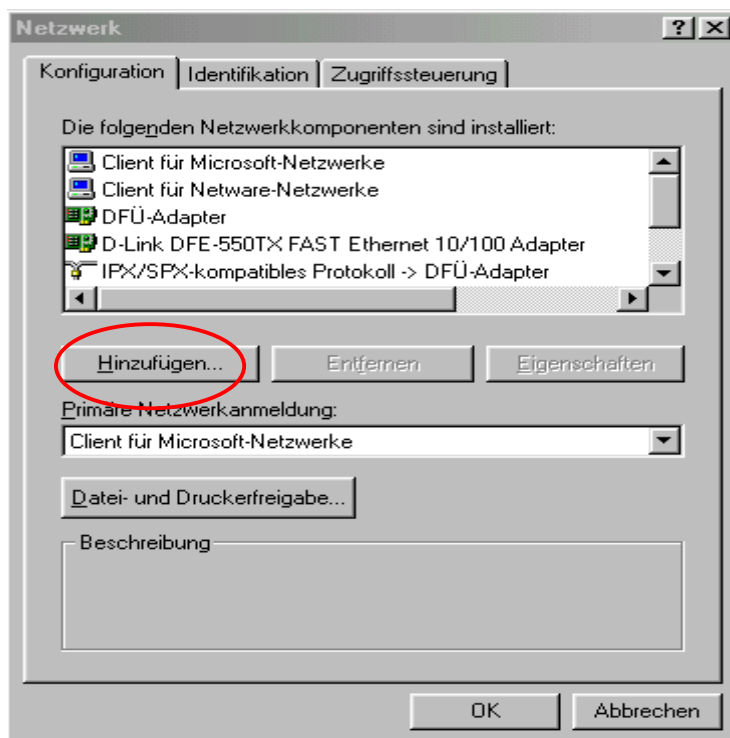 Netzwerk
Konfiguration Identifikation Zugriffssteuerung
Die folgenden Netzwerkkomponenten sind installiert:
Client für Microsoft-Netzwerke
Client für Netware-Netzwerke
DFÜ-Adapter
D-Link DFE-550TX FAST Ethernet 10/100 Adapter
IPX/SPX-kompatibles Protokoll -> DFÜ-Adapter
Hinzufügen... Entfernen Eigenschaften
Primäre Netzwerkanmeldung:
Client für Microsoft-Netzwerke
Datei- und Druckerfreigabe...
Beschreibung
OK Abbrechen